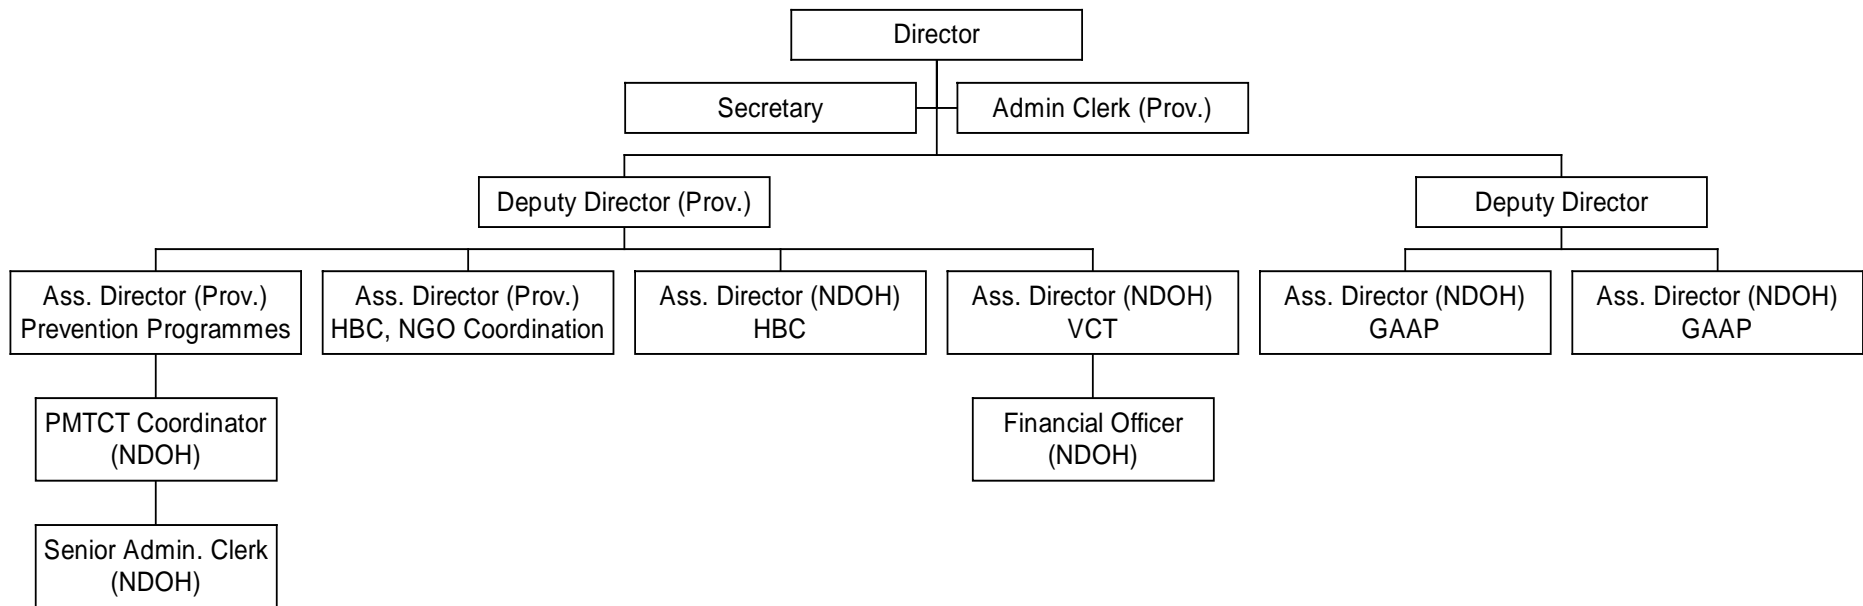 Director
Secretary
Admin Clerk (Prov.)
Deputy Director (Prov.)
Deputy Director
Ass. Director (Prov.)
Prevention Programmes
Ass. Director (Prov.)
HBC, NGO Coordination
Ass. Director (NDOH)
HBC
Ass. Director (NDOH)
VCT
Ass. Director (NDOH)
GAAP
Ass. Director (NDOH)
GAAP
PMTCT Coordinator
(NDOH)
Financial Officer
(NDOH)
Senior Admin. Clerk
(NDOH)